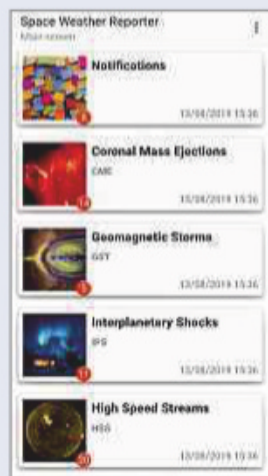 Space Weather Reporter
Main screen
Notifications
13/08/2019 15:36
Coronal Mass Ejections
CME
14
13/08/2019 15:36
Geomagnetic Storms
GST
13/08/2019 15:36
Interplanetary Shocks
IPS
13/08/2019 15:36
High Speed Streams
HSS
13/08/2019 15:36